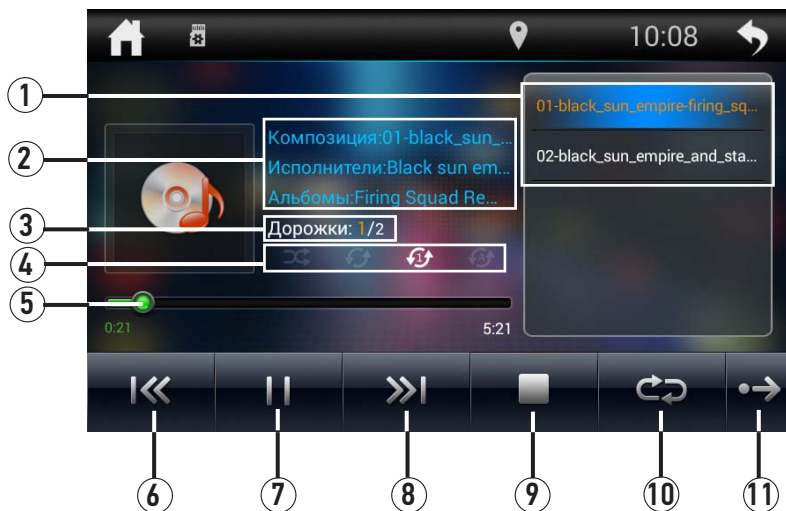 10:08
1
01-black_sun_empire-firing_sq...
2
Композиция:01-black_sun_...
Исполнители:Black sun em...
Альбомы:Firing Squad Re...
02-black_sun_empire_and_sta...
3
Дорожки: 1/2
4
1 A
5
0:21 5:21
6 7 8 9 10 11